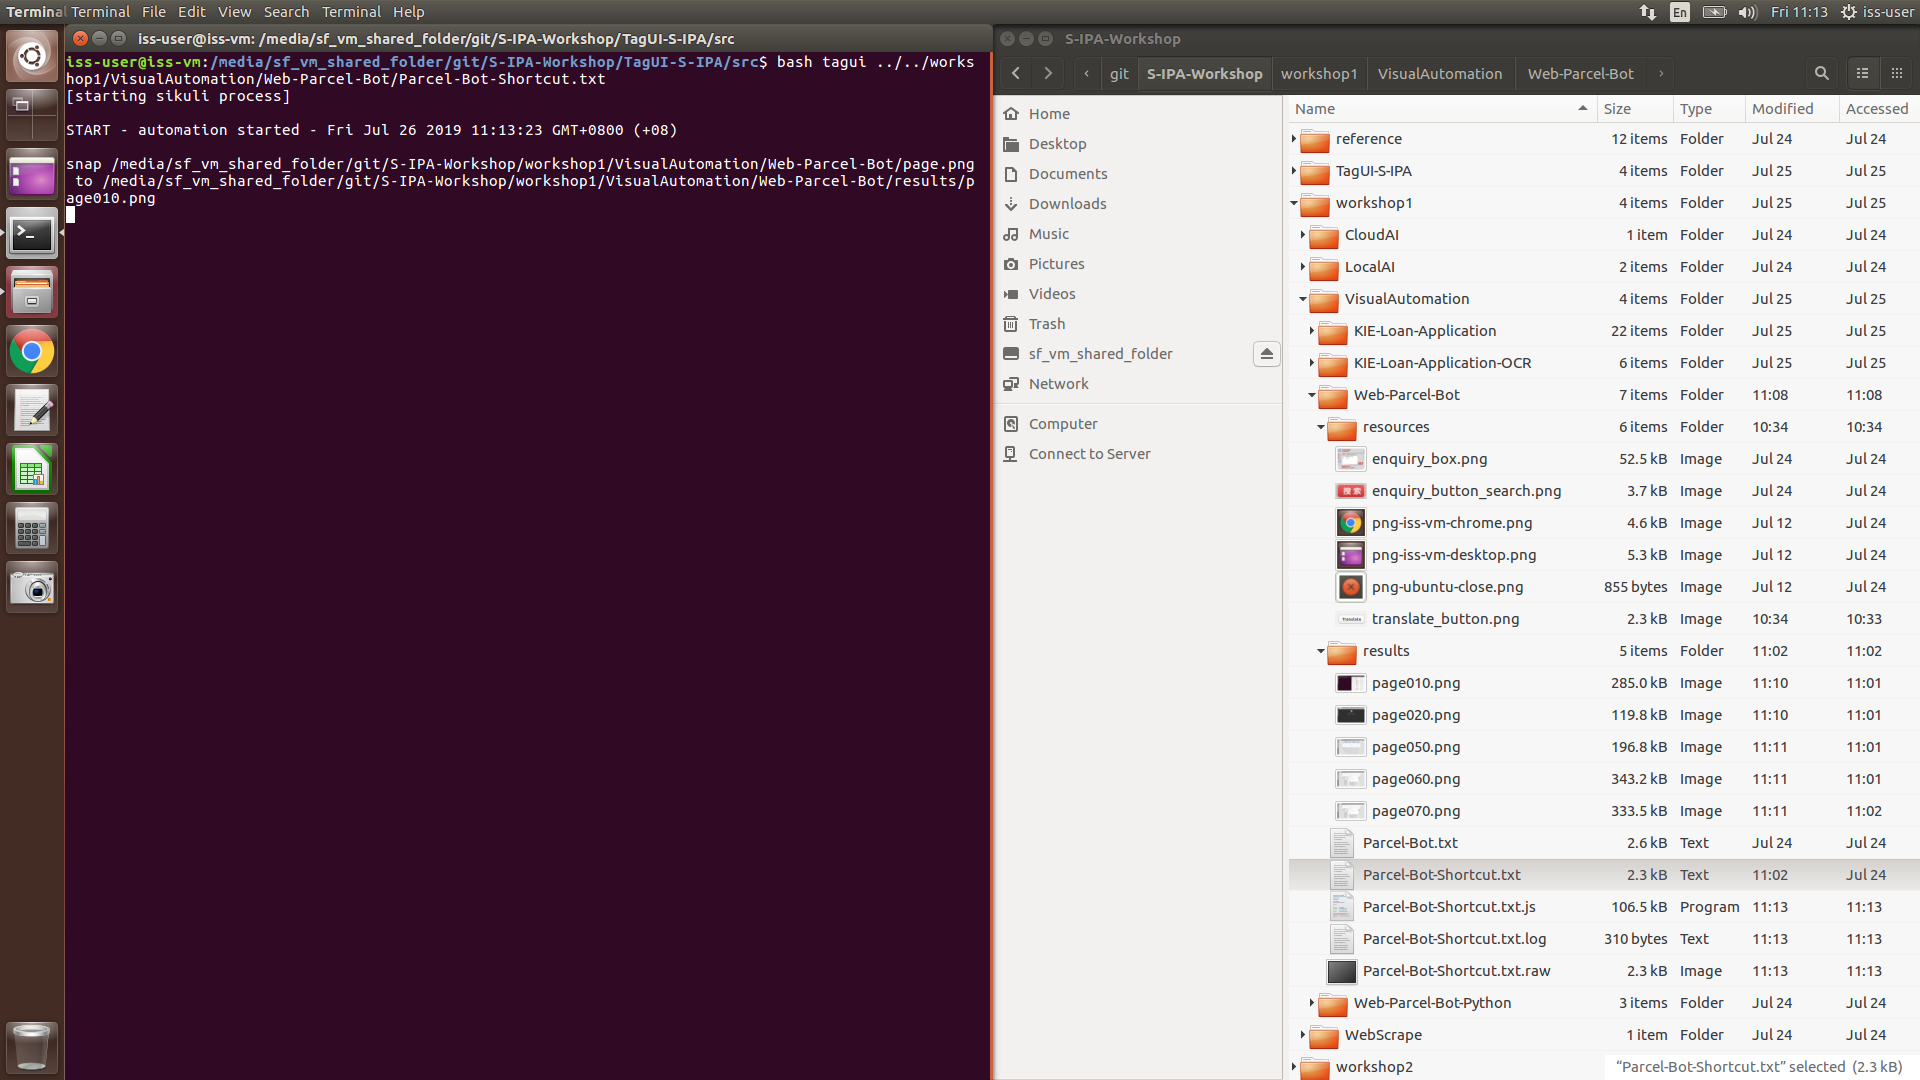 Terminal Terminal File Edit View Search Terminal Help
En Fri 11:13 iss-user
iss-user@iss-vm: /media/sf_vm_shared_folder/git/S-IPA-Workshop/TagUI-S-IPA/src
iss-user@iss-vm:/media/sf_vm_shared_folder/git/S-IPA-Workshop/TagUI-S-IPA/src$ bash tagui ../../works
hop1/VisualAutomation/Web-Parcel-Bot/Parcel-Bot-Shortcut.txt
[starting sikuli process]
START - automation started - Fri Jul 26 2019 11:13:23 GMT+0800 (+08)
snap /media/sf_vm_shared_folder/git/S-IPA-Workshop/workshop1/VisualAutomation/Web-Parcel-Bot/page.png
to /media/sf_vm_shared_folder/git/S-IPA-Workshop/workshop1/VisualAutomation/Web-Parcel-Bot/results/p
age010.png
S-IPA-Workshop
git S-IPA-Workshop workshop1 VisualAutomation Web-Parcel-Bot
Home
Desktop
Documents
Downloads
Music
Pictures
Videos
Trash
sf_vm_shared_folder
Network
Computer
Connect to Server
Name Size Type Modified Accessed
reference 12 items Folder Jul 24 Jul 24
TagUI-S-IPA 4 items Folder Jul 25 Jul 25
workshop1 4 items Folder Jul 25 Jul 25
CloudAI 1 item Folder Jul 24 Jul 24
LocalAI 2 items Folder Jul 24 Jul 24
VisualAutomation 4 items Folder Jul 25 Jul 25
KIE-Loan-Application 22 items Folder Jul 25 Jul 25
KIE-Loan-Application-OCR 6 items Folder Jul 25 Jul 25
Web-Parcel-Bot 7 items Folder 11:08 11:08
resources 6 items Folder 10:34 10:34
enquiry_box.png 52.5 kB Image Jul 24 Jul 24
搜索 enquiry_button_search.png 3.7 kB Image Jul 24 Jul 24
png-iss-vm-chrome.png 4.6 kB Image Jul 12 Jul 24
png-iss-vm-desktop.png 5.3 kB Image Jul 12 Jul 24
png-ubuntu-close.png 855 bytes Image Jul 12 Jul 24
Translate translate_button.png 2.3 kB Image 10:34 10:33
results 5 items Folder 11:02 11:02
page010.png 285.0 kB Image 11:10 11:01
page020.png 119.8 kB Image 11:10 11:01
page050.png 196.8 kB Image 11:11 11:01
page060.png 343.2 kB Image 11:11 11:01
page070.png 333.5 kB Image 11:11 11:02
Parcel-Bot.txt 2.6 kB Text Jul 24 Jul 24
Parcel-Bot-Shortcut.txt 2.3 kB Text 11:02 Jul 24
Parcel-Bot-Shortcut.txt.js 106.5 kB Program 11:13 11:13
Parcel-Bot-Shortcut.txt.log 310 bytes Text 11:13 11:13
Parcel-Bot-Shortcut.txt.raw 2.3 kB Image 11:13 11:13
Web-Parcel-Bot-Python 3 items Folder Jul 24 Jul 24
WebScrape 1 item Folder Jul 24 Jul 24
workshop2
“Parcel-Bot-Shortcut.txt” selected (2.3 kB)